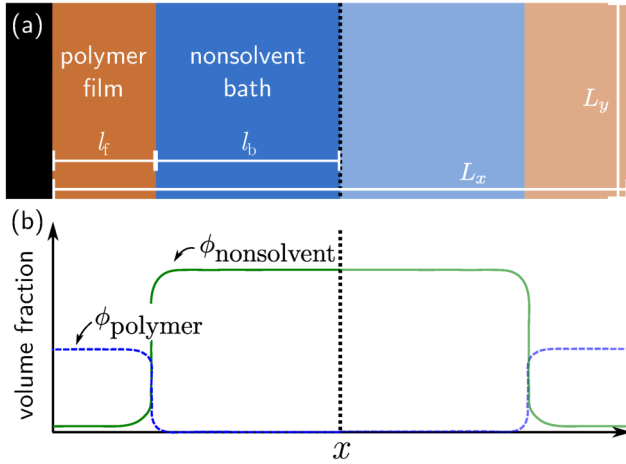 (a)
polymer
film
nonsolvent
bath
l_f
l_b
L_y
L_x
(b)
ϕ_nonsolvent
ϕ_polymer
volume fraction
x